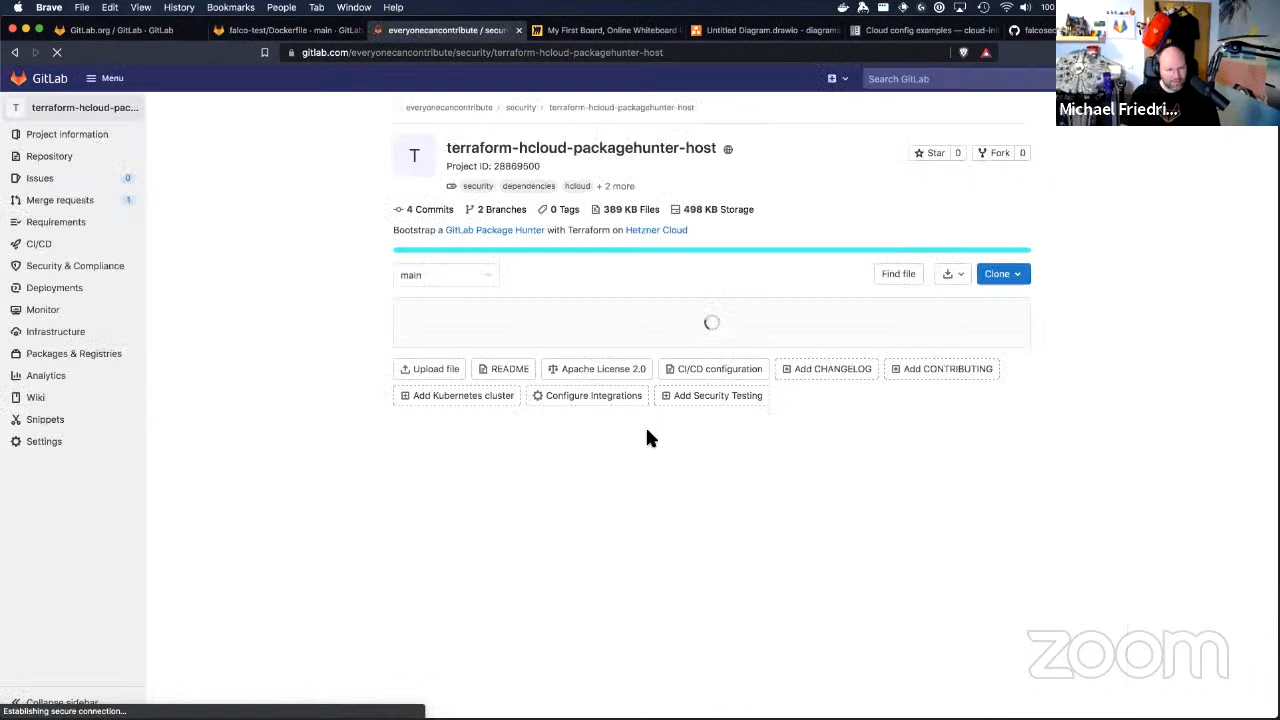 Brave File Edit View History Bookmarks People Tab Window Help
100
GitLab.org / GitLab · GitLab
falco-test/Dockerfile · main · GitLab
everyonecancontribute / secur
My First Board, Online Whiteboard
Untitled Diagram.drawio - diagrams
Cloud config examples — cloud-init
falcosec
gitlab.com/everyonecancontribute/security/terraform-hcloud-packagehunter-host
GitLab
Menu
Search GitLab
Michael Friedri...
T terraform-hcloud-pac...
Project information
Repository
Issues 0
Merge requests 1
Requirements
CI/CD
Security & Compliance
Deployments
Monitor
Infrastructure
Packages & Registries
Analytics
Wiki
Snippets
Settings
Collapse sidebar
everyonecancontribute › security › terraform-hcloud-packagehunter-host
T
terraform-hcloud-packagehunter-host
Project ID: 28869500
Star 0 Fork 0
security dependencies hcloud + 2 more
4 Commits 2 Branches 0 Tags 389 KB Files 498 KB Storage
Bootstrap a GitLab Package Hunter with Terraform on Hetzner Cloud
main
Find file Clone
Upload file README Apache License 2.0 CI/CD configuration Add CHANGELOG Add CONTRIBUTING
Add Kubernetes cluster Configure Integrations Add Security Testing
zoom
Establishing secure connection...